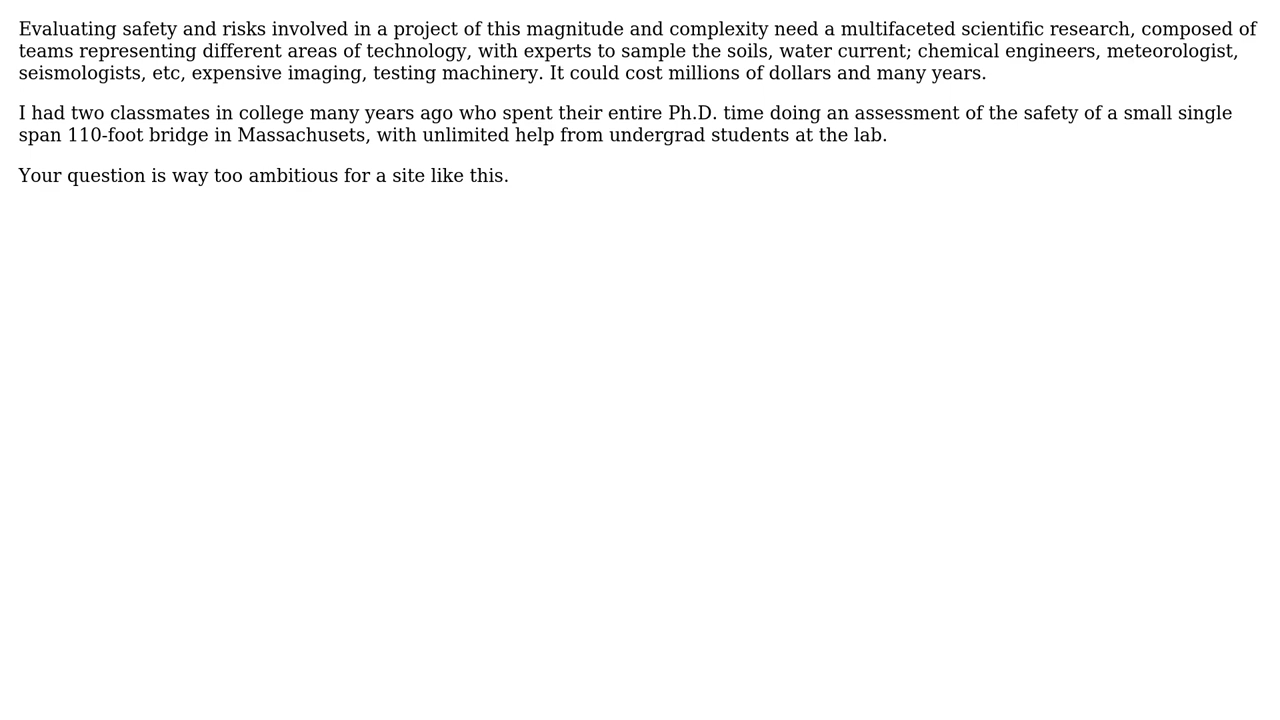 Evaluating safety and risks involved in a project of this magnitude and complexity need a multifaceted scientific research, composed of
teams representing different areas of technology, with experts to sample the soils, water current; chemical engineers, meteorologist,
seismologists, etc, expensive imaging, testing machinery. It could cost millions of dollars and many years.
I had two classmates in college many years ago who spent their entire Ph.D. time doing an assessment of the safety of a small single
span 110-foot bridge in Massachusets, with unlimited help from undergrad students at the lab.
Your question is way too ambitious for a site like this.